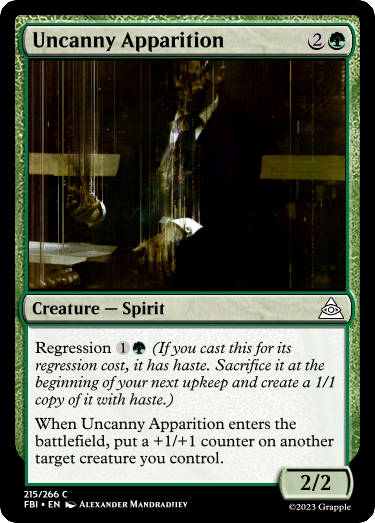 Uncanny Apparition 2
Creature — Spirit
Regression 1 (If you cast this for its
regression cost, it has haste. Sacrifice it at the
beginning of your next upkeep and create a 1/1
copy of it with haste.)
When Uncanny Apparition enters the
battlefield, put a +1/+1 counter on another
target creature you control.
2/2
215/266 C
FBI • EN Alexander Mandradjiev
©2023 Grapple